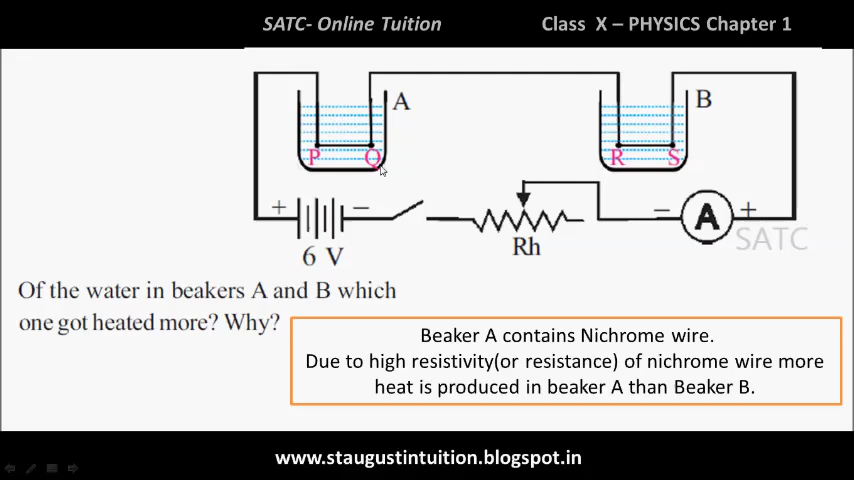 SATC- Online Tuition
Class X – PHYSICS Chapter 1
A
B
P
Q
R
S
+
–
6 V
Rh
–
A
+
SATC
Of the water in beakers A and B which
one got heated more? Why?
Beaker A contains Nichrome wire.
Due to high resistivity(or resistance) of nichrome wire more
heat is produced in beaker A than Beaker B.
www.staugustintuition.blogspot.in